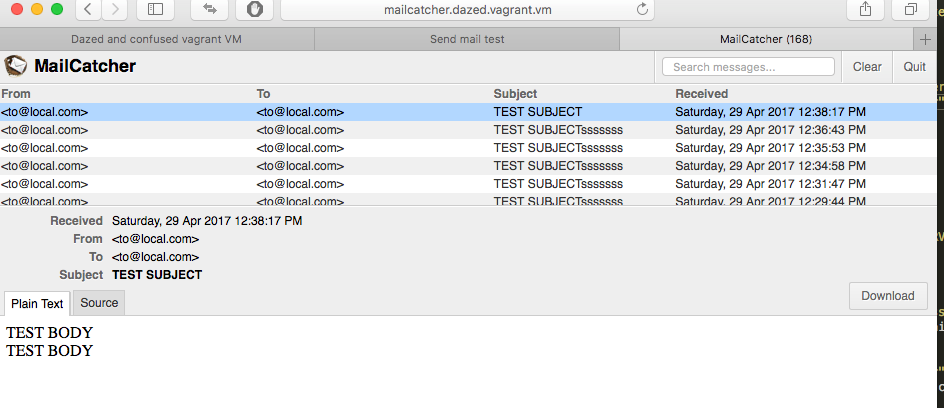 mailcatcher.dazed.vagrant.vm
Dazed and confused vagrant VM Send mail test MailCatcher (168)
MailCatcher Search messages... Clear Quit
From To Subject Received
<to@local.com> <to@local.com> TEST SUBJECT Saturday, 29 Apr 2017 12:38:17 PM
<to@local.com> <to@local.com> TEST SUBJECTsssssss Saturday, 29 Apr 2017 12:36:43 PM
<to@local.com> <to@local.com> TEST SUBJECTsssssss Saturday, 29 Apr 2017 12:35:53 PM
<to@local.com> <to@local.com> TEST SUBJECTsssssss Saturday, 29 Apr 2017 12:34:58 PM
<to@local.com> <to@local.com> TEST SUBJECTsssssss Saturday, 29 Apr 2017 12:31:47 PM
<to@local.com> <to@local.com> TEST SUBJECTsssssss Saturday, 29 Apr 2017 12:29:44 PM
Received Saturday, 29 Apr 2017 12:38:17 PM
From <to@local.com>
To <to@local.com>
Subject TEST SUBJECT
Plain Text Source Download
TEST BODY
TEST BODY